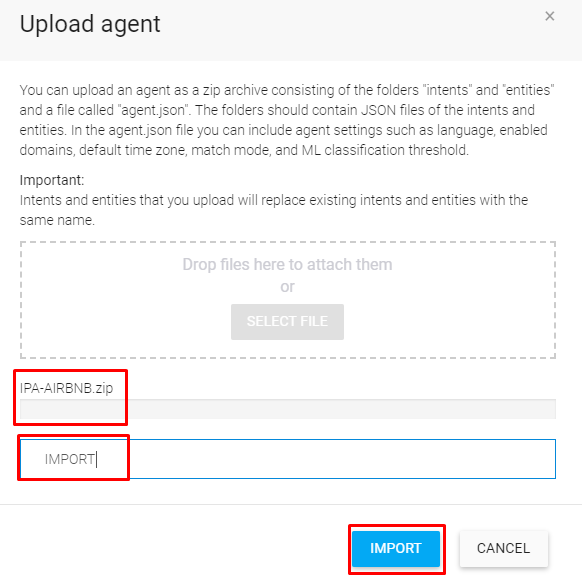 Upload agent
×
You can upload an agent as a zip archive consisting of the folders "intents" and "entities"
and a file called "agent.json". The folders should contain JSON files of the intents and
entities. In the agent.json file you can include agent settings such as language, enabled
domains, default time zone, match mode, and ML classification threshold.
Important:
Intents and entities that you upload will replace existing intents and entities with the
same name.
Drop files here to attach them
or
SELECT FILE
IPA-AIRBNB.zip
IMPORT
IMPORT
CANCEL